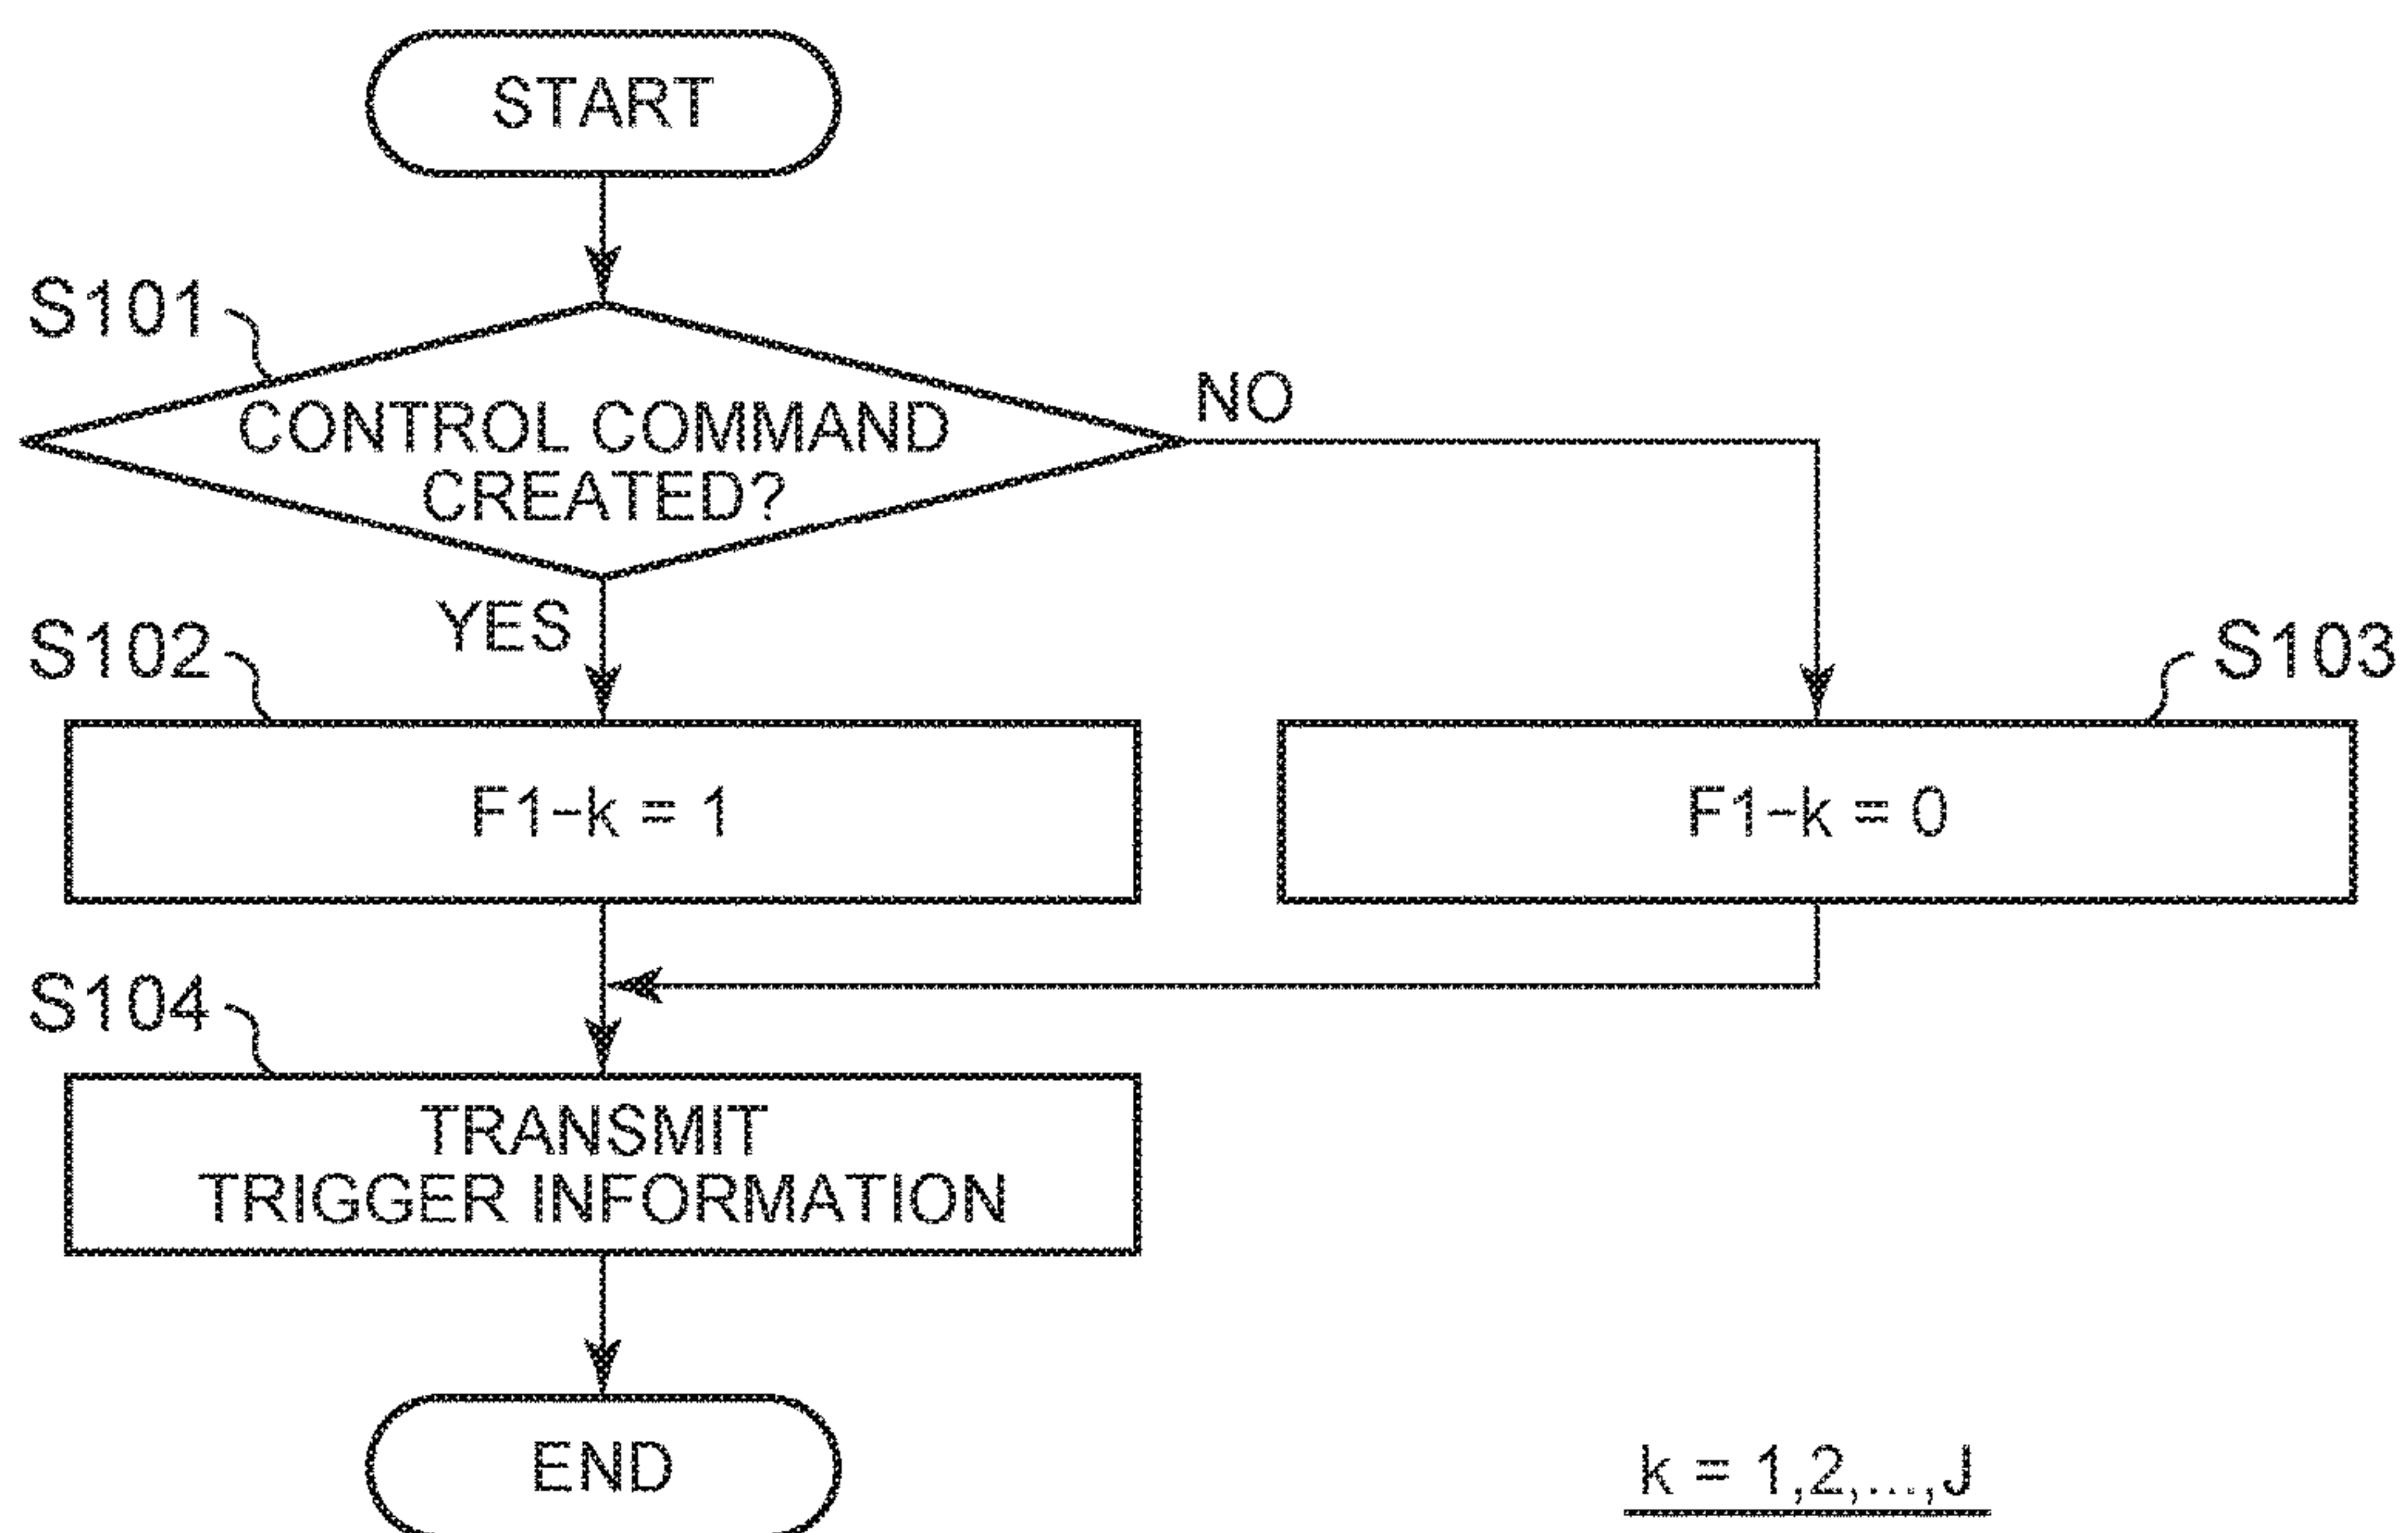 START
S101
CONTROL COMMAND
CREATED?
NO
YES
S102
F1-k = 1
S103
F1-k = 0
S104
TRANSMIT
TRIGGER INFORMATION
END
k = 1,2,...,J